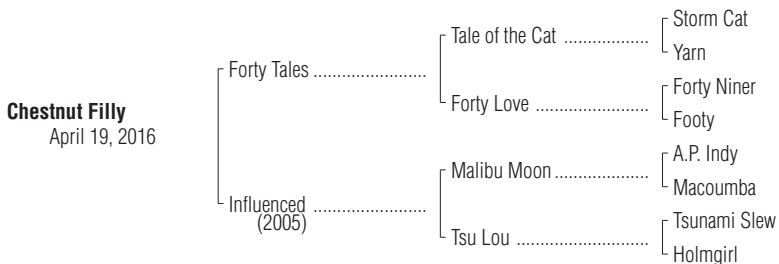 Chestnut Filly
April 19, 2016
Forty Tales ........................
Influenced ........................
(2005)
Tale of the Cat ..................
Forty Love ........................
Malibu Moon ....................
Tsu Lou ............................
Storm Cat
Yarn
Forty Niner
Footy
A.P. Indy
Macoumba
Tsunami Slew
Holmgirl